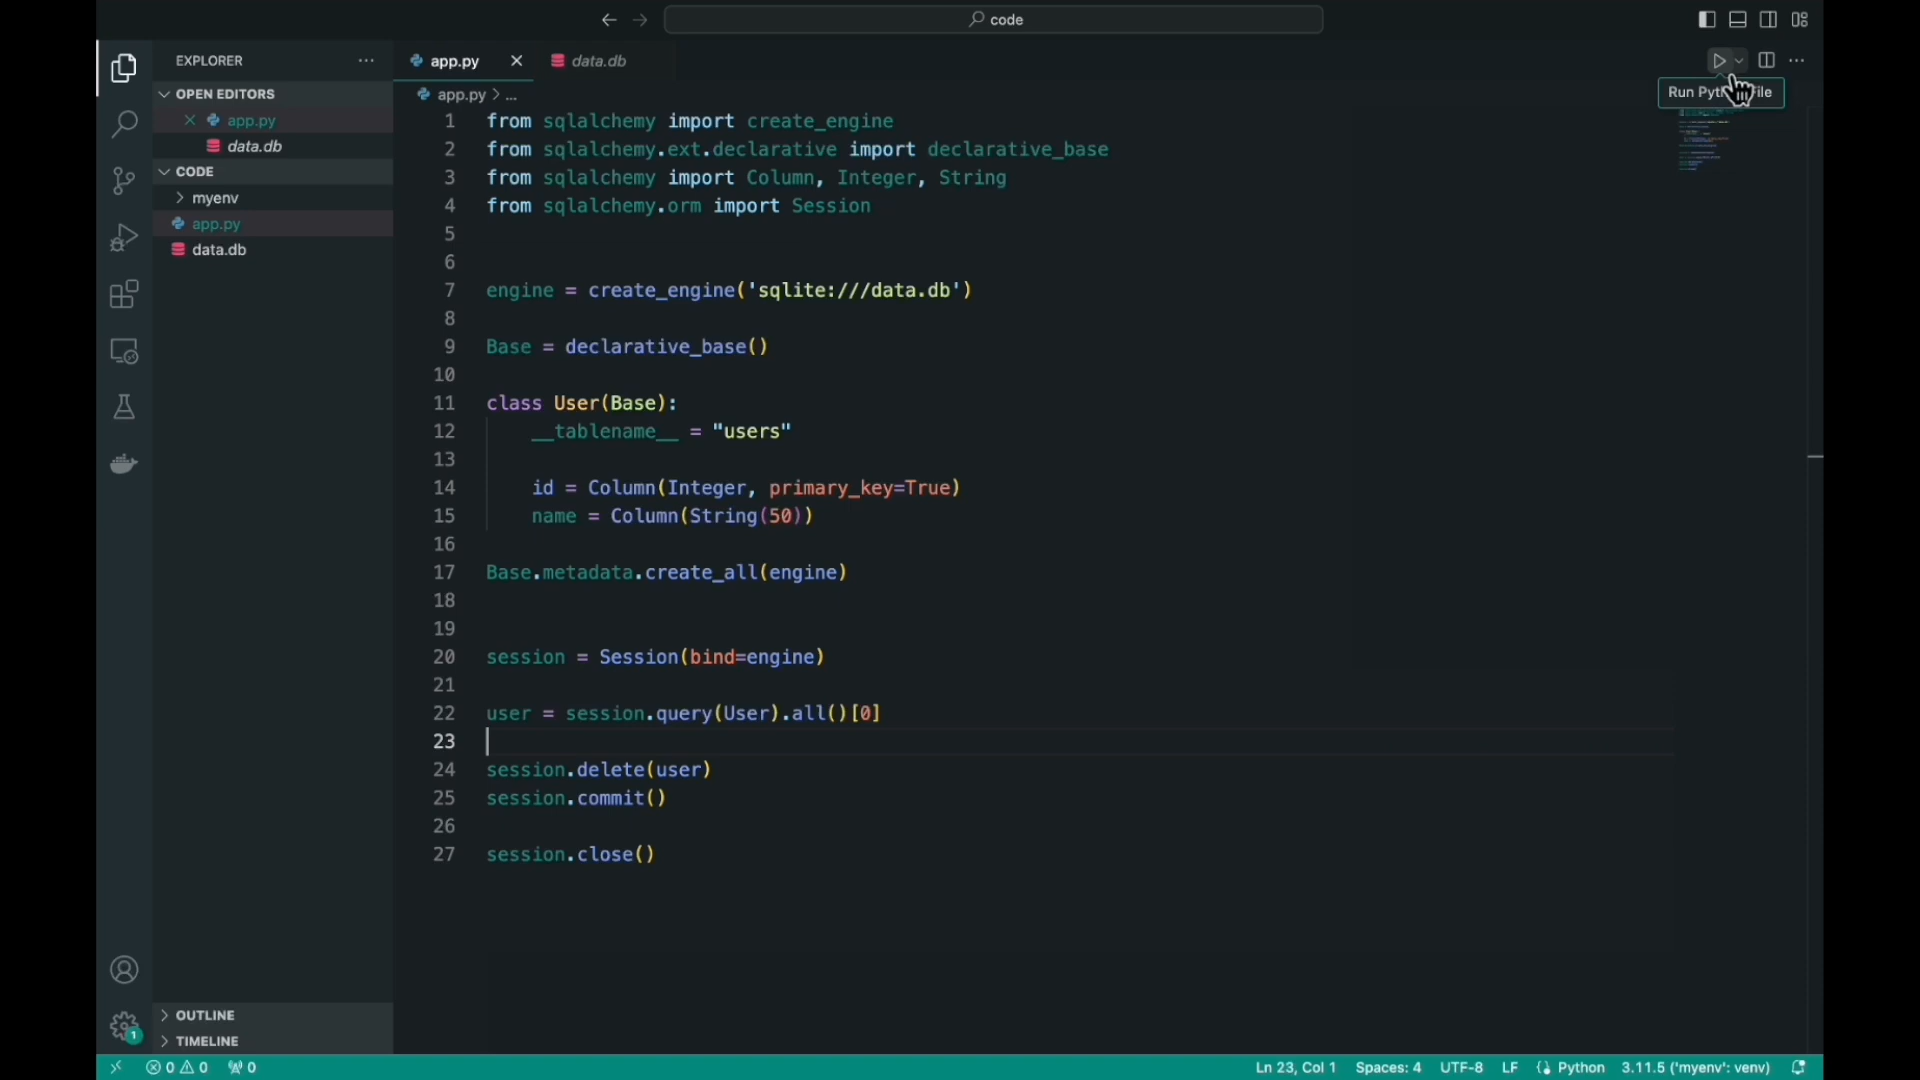 code
EXPLORER
OPEN EDITORS
app.py
data.db
CODE
myenv
app.py
data.db
OUTLINE
TIMELINE
app.py
data.db
app.py > ...
Run File
1 from sqlalchemy import create_engine
2 from sqlalchemy.ext.declarative import declarative_base
3 from sqlalchemy import Column, Integer, String
4 from sqlalchemy.orm import Session
5
6
7 engine = create_engine('sqlite:///data.db')
8
9 Base = declarative_base()
10
11 class User(Base):
12 __tablename__ = "users"
13
14 id = Column(Integer, primary_key=True)
15 name = Column(String(50))
16
17 Base.metadata.create_all(engine)
18
19
20 session = Session(bind=engine)
21
22 user = session.query(User).all()[0]
23
24 session.delete(user)
25 session.commit()
26
27 session.close()
1
0 0 0 Ln 23, Col 1 Spaces: 4 UTF-8 LF Python 3.11.5 ('myenv': venv)